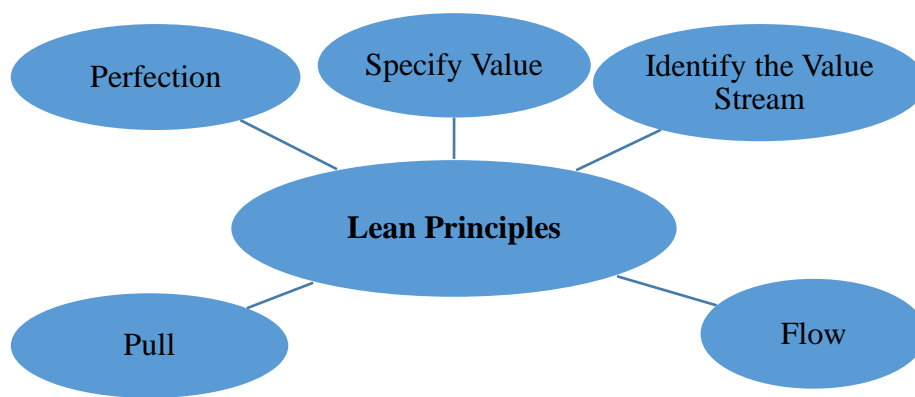 Perfection
Specify Value
Identify the Value
Stream
Lean Principles
Pull
Flow